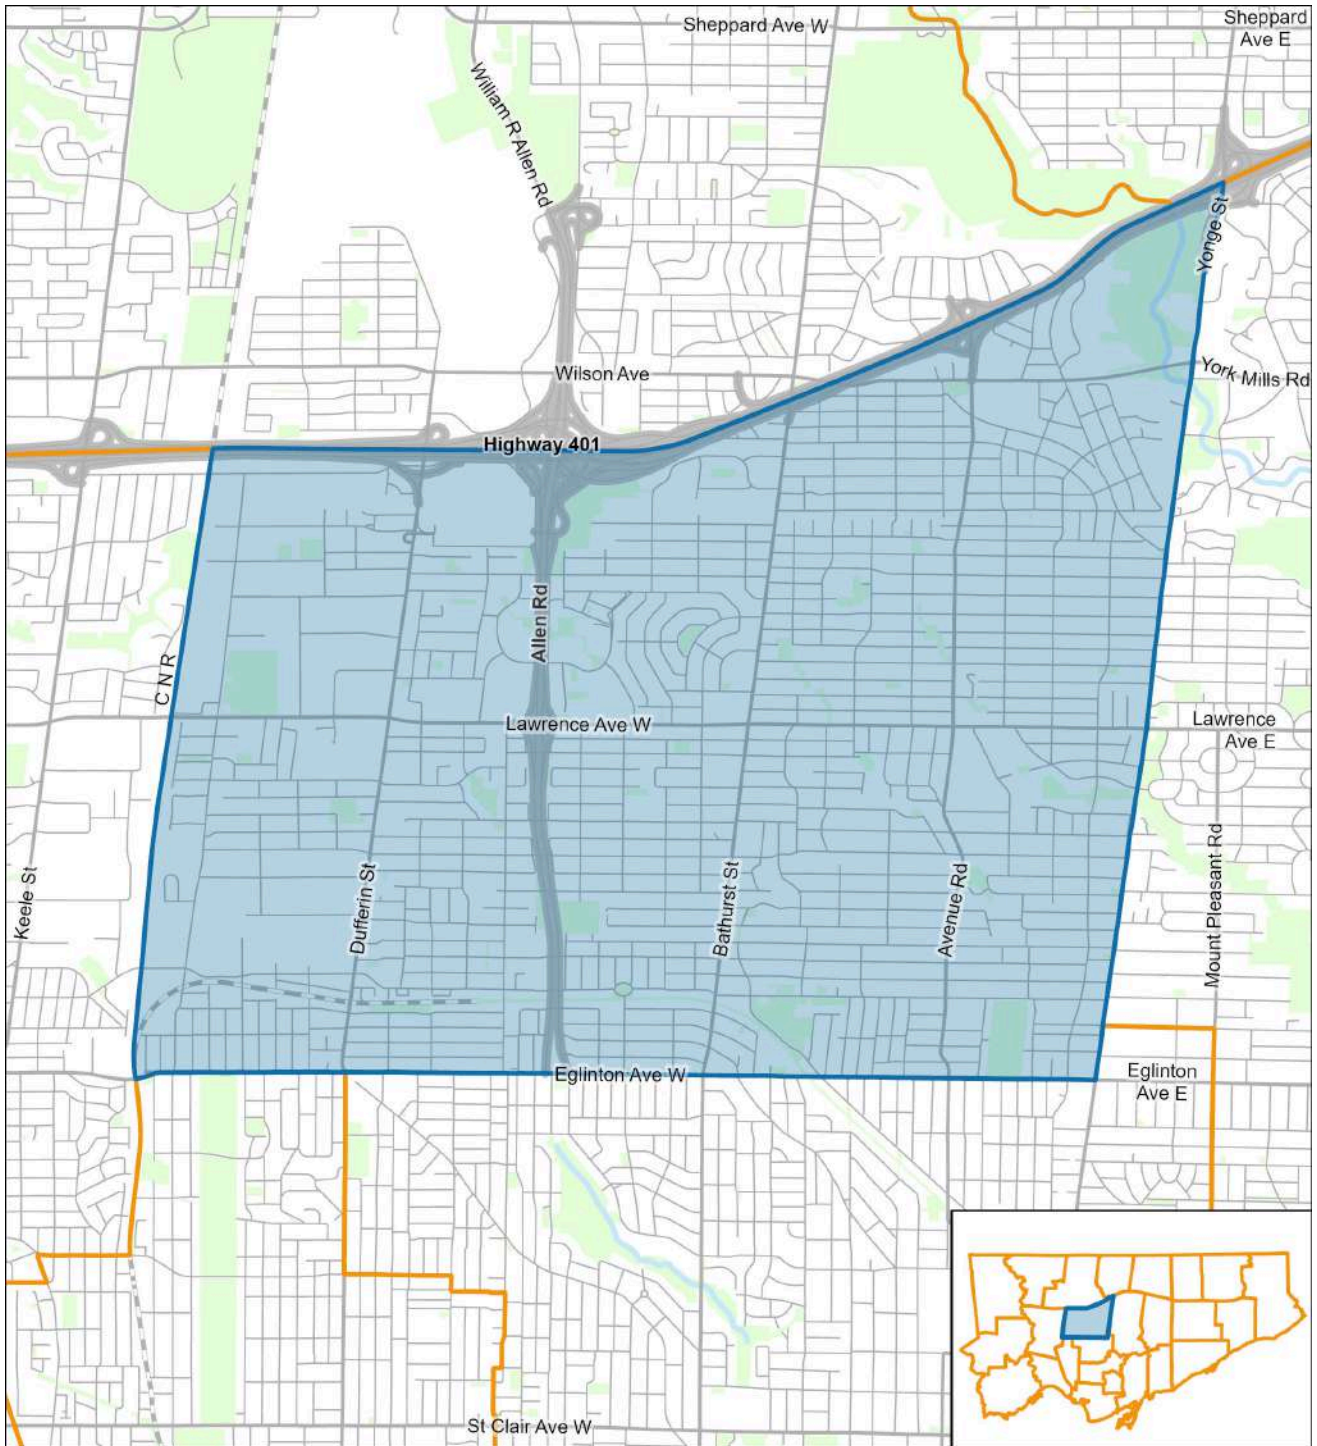 Sheppard Ave W
Sheppard
Ave E
William R Allen Rd
Yonge St
Wilson Ave
York Mills Rd
Highway 401
Allen Rd
C N R
Lawrence Ave W
Lawrence
Ave E
Keele St
Dufferin St
Bathurst St
Avenue Rd
Mount Pleasant Rd
Eglinton Ave W
Eglinton
Ave E
St Clair Ave W